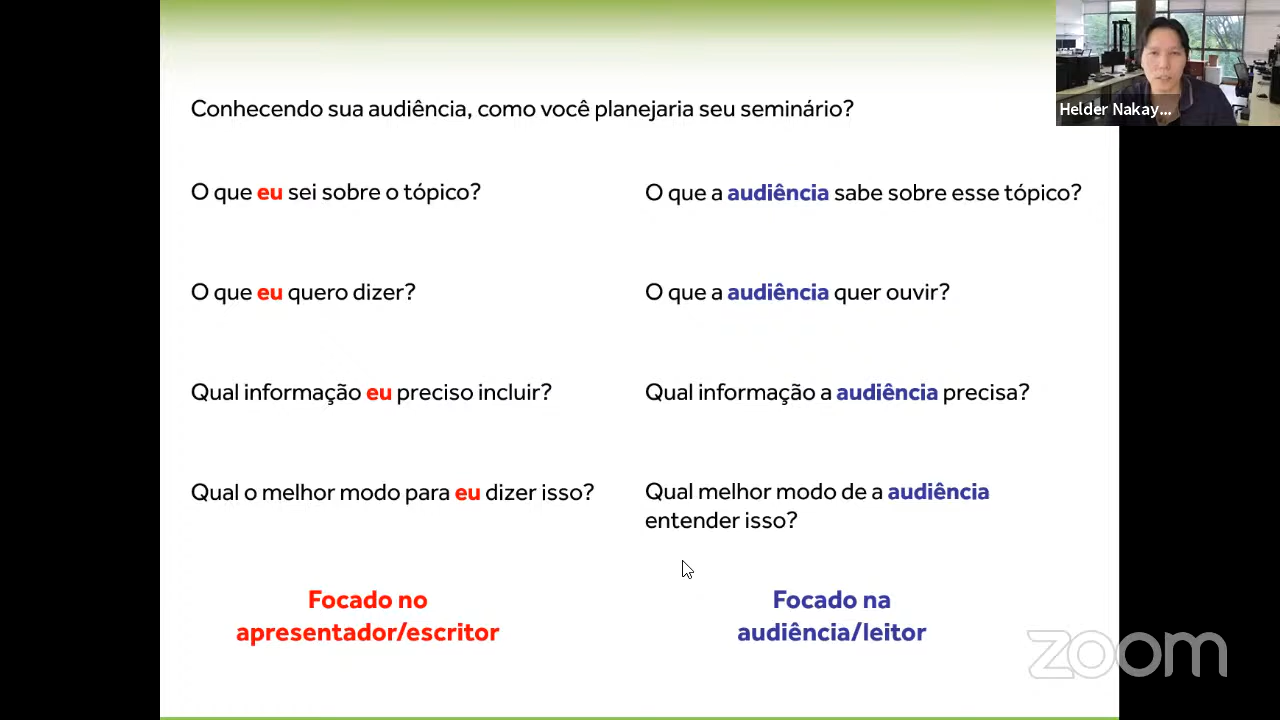 Conhecendo sua audiência, como você planejaria seu seminário?
Helder Nakay...
O que eu sei sobre o tópico?
O que a audiência sabe sobre esse tópico?
O que eu quero dizer?
O que a audiência quer ouvir?
Qual informação eu preciso incluir?
Qual informação a audiência precisa?
Qual o melhor modo para eu dizer isso?
Qual melhor modo de a audiência
entender isso?
Focado no
apresentador/escritor
Focado na
audiência/leitor
zoom